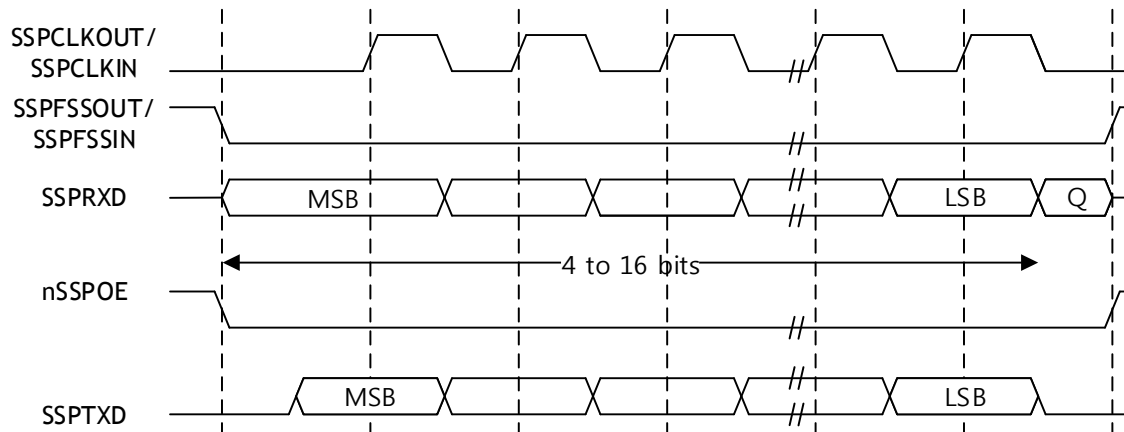 SSPCLKOUT/
SSPCLKIN
SSPFSSOUT/
SSPFSSIN
SSPRXD
MSB
LSB
Q
4 to 16 bits
nSSPOE
SSPTXD
MSB
LSB